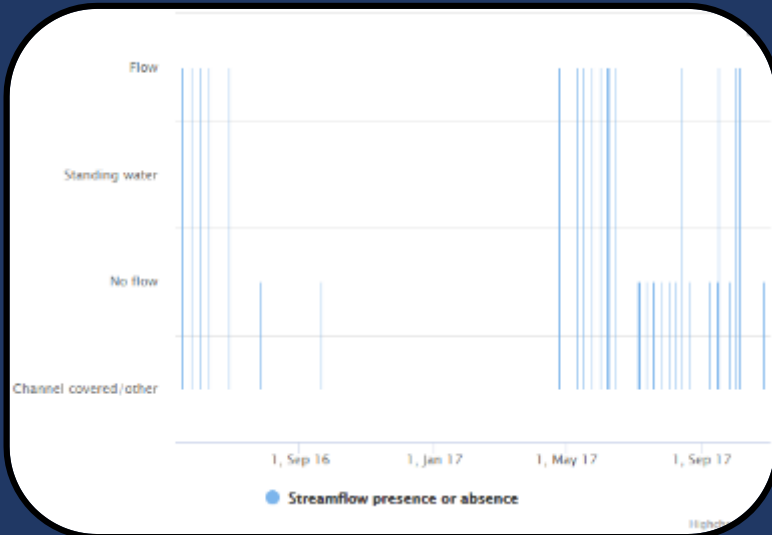 Flow
Standing water
No flow
Channel covered/other
1, Sep 16
1, Jan 17
1, May 17
1, Sep 17
Streamflow presence or absence